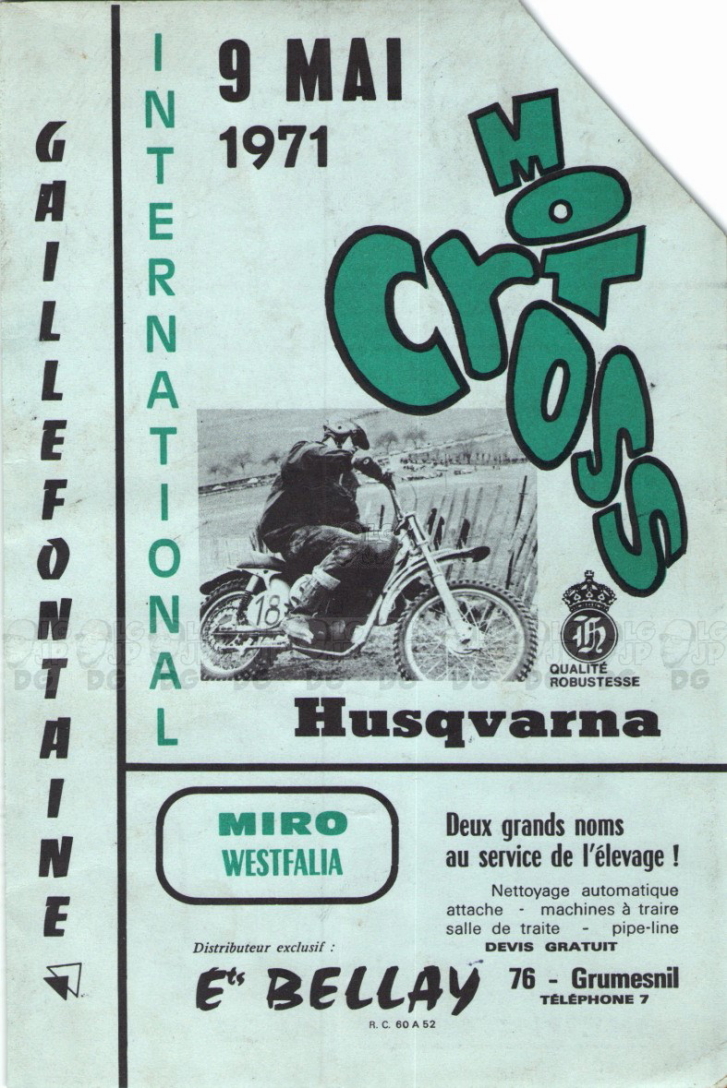 GAILLEFONTAINE
INTERNATIONAL
9 MAI
1971
MOTO
Cross
18
H
QUALITÉ
ROBUSTESSE
Husqvarna
MIRO
WESTFALIA
Deux grands noms
au service de l'élevage !
Nettoyage automatique
attache - machines à traire
salle de traite - pipe-line
DEVIS GRATUIT
Distributeur exclusif :
Ets BELLAY
76 - Grumesnil
TÉLÉPHONE 7
R. C. 60 A 52